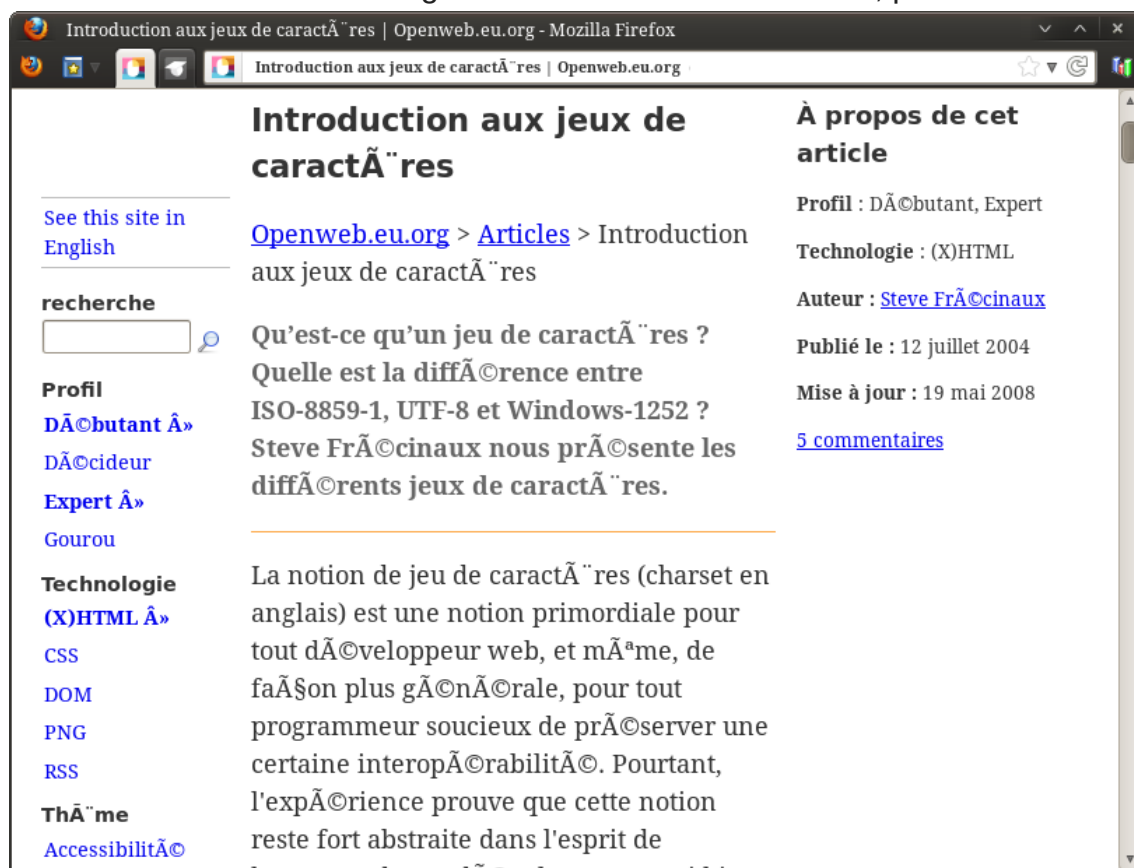 Introduction aux jeux de caractÃ¨res | Openweb.eu.org - Mozilla Firefox
Introduction aux jeux de caractÃ¨res | Openweb.eu.org
See this site in
English
recherche
Profil
DÃ©butant Â»
DÃ©cideur
Expert Â»
Gourou
Technologie
(X)HTML Â»
CSS
DOM
PNG
RSS
ThÃ¨me
AccessibilitÃ©
Introduction aux jeux de
caractÃ¨res
Openweb.eu.org > Articles > Introduction
aux jeux de caractÃ¨res
Qu’est-ce qu’un jeu de caractÃ¨res ?
Quelle est la diffÃ©rence entre
ISO-8859-1, UTF-8 et Windows-1252 ?
Steve FrÃ©cinaux nous prÃ©sente les
diffÃ©rents jeux de caractÃ¨res.
La notion de jeu de caractÃ¨res (charset en
anglais) est une notion primordiale pour
tout dÃ©veloppeur web, et mÃªme, de
faÃ§on plus gÃ©nÃ©rale, pour tout
programmeur soucieux de prÃ©server une
certaine interopÃ©rabilitÃ©. Pourtant,
l'expÃ©rience prouve que cette notion
reste fort abstraite dans l'esprit de
À propos de cet
article
Profil : DÃ©butant, Expert
Technologie : (X)HTML
Auteur : Steve FrÃ©cinaux
Publié le : 12 juillet 2004
Mise à jour : 19 mai 2008
5 commentaires